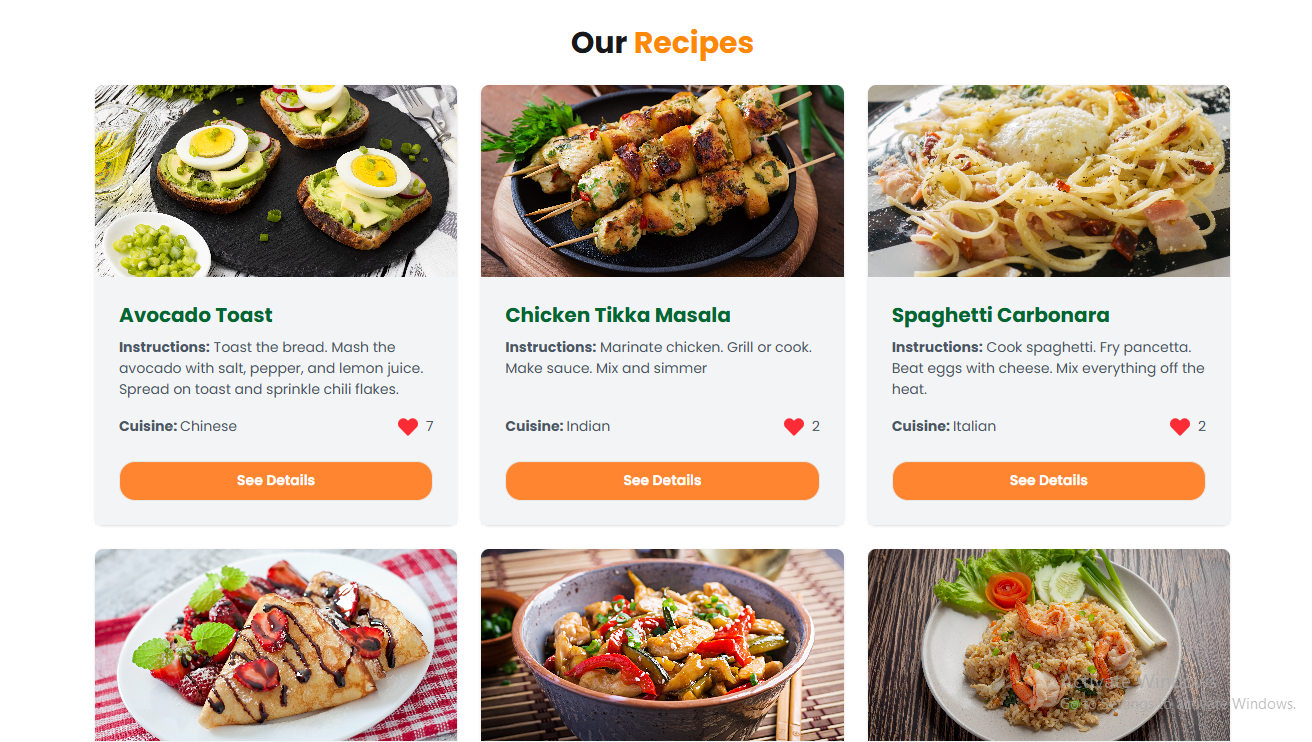 Our Recipes
Avocado Toast
Instructions: Toast the bread. Mash the
avocado with salt, pepper, and lemon juice.
Spread on toast and sprinkle chili flakes.
Cuisine: Chinese
7
See Details
Chicken Tikka Masala
Instructions: Marinate chicken. Grill or cook.
Make sauce. Mix and simmer
Cuisine: Indian
2
See Details
Spaghetti Carbonara
Instructions: Cook spaghetti. Fry pancetta.
Beat eggs with cheese. Mix everything off the
heat.
Cuisine: Italian
2
See Details
Activate Windows
Go to Settings to activate Windows.